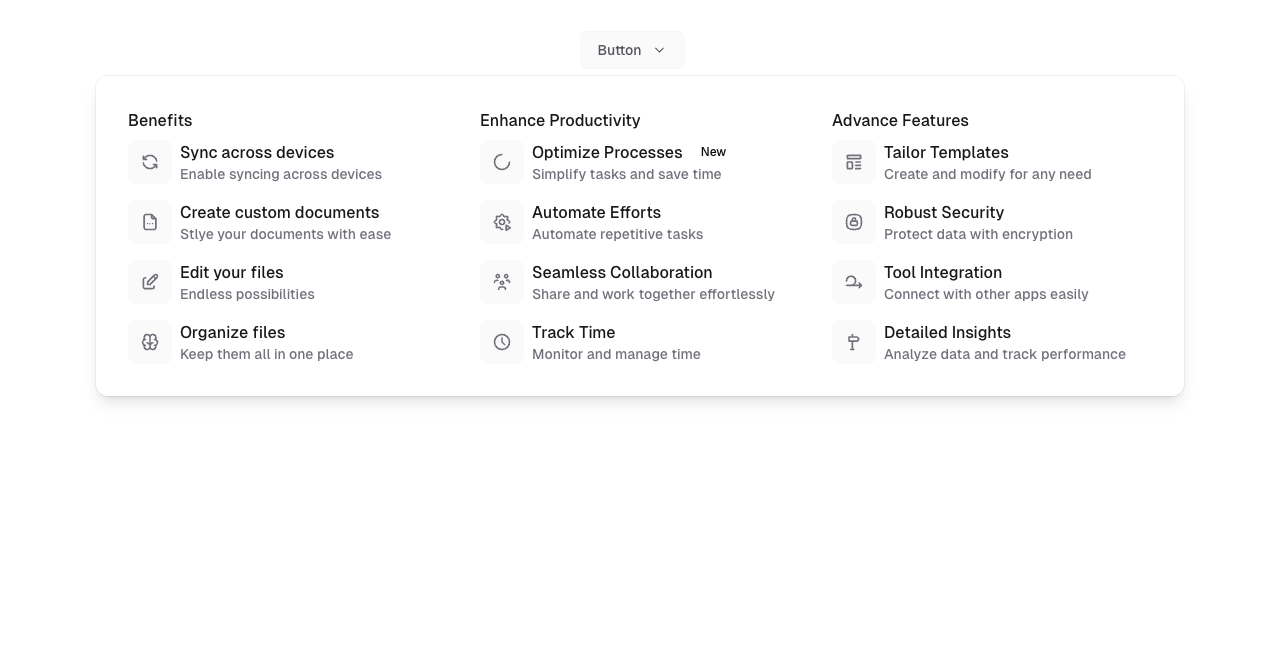 Button
Benefits
Sync across devices
Enable syncing across devices
Create custom documents
Stlye your documents with ease
Edit your files
Endless possibilities
Organize files
Keep them all in one place
Enhance Productivity
Optimize Processes New
Simplify tasks and save time
Automate Efforts
Automate repetitive tasks
Seamless Collaboration
Share and work together effortlessly
Track Time
Monitor and manage time
Advance Features
Tailor Templates
Create and modify for any need
Robust Security
Protect data with encryption
Tool Integration
Connect with other apps easily
Detailed Insights
Analyze data and track performance